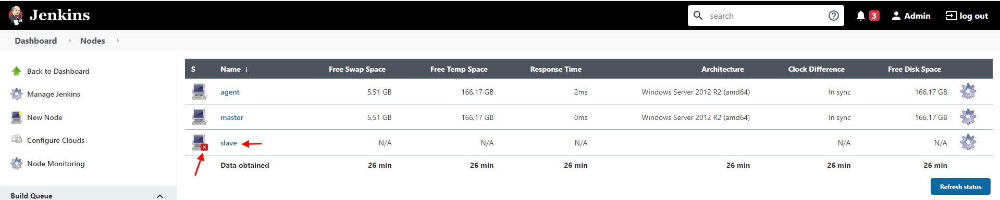 Jenkins search 3 Admin log out
Dashboard Nodes
Back to Dashboard
Manage Jenkins
New Node
Configure Clouds
Node Monitoring
Build Queue
S Name ↓ Free Swap Space Free Temp Space Response Time Architecture Clock Difference Free Disk Space
agent 5,51 GB 166,17 GB 2ms Windows Server 2012 R2 (amd64) In sync 166,17 GB
master 5,51 GB 166,17 GB 0ms Windows Server 2012 R2 (amd64) In sync 166,17 GB
slave N/A N/A N/A N/A N/A
Data obtained 26 min 26 min 26 min 26 min 26 min 26 min
Refresh status